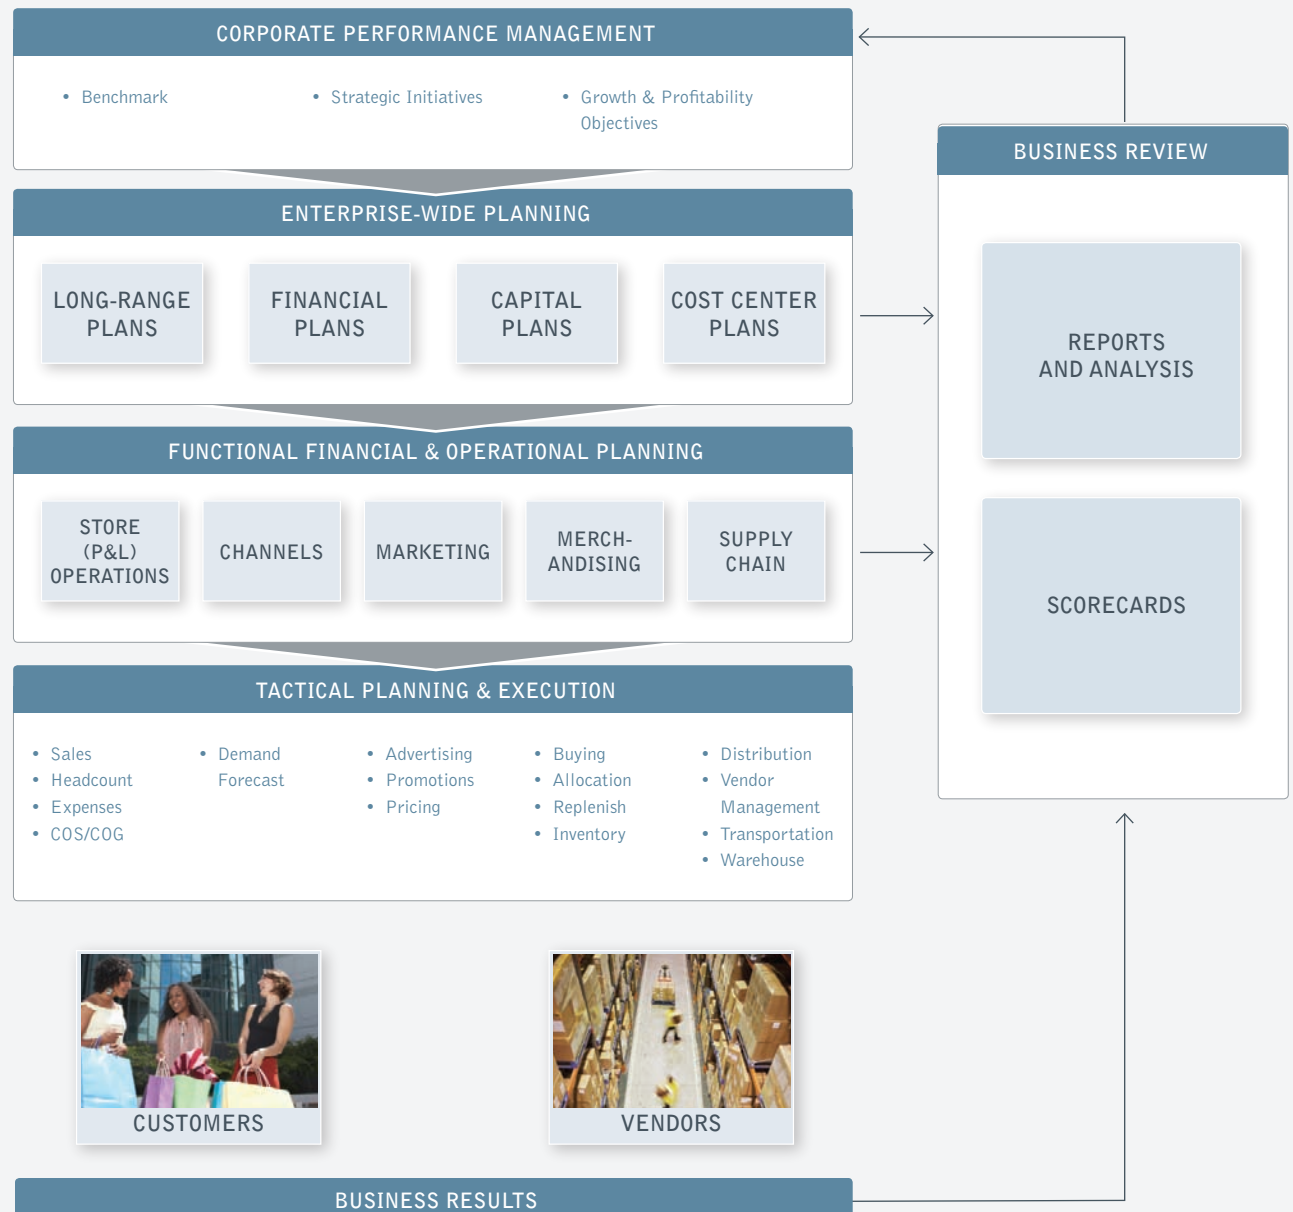 CORPORATE PERFORMANCE MANAGEMENT
• Benchmark
• Strategic Initiatives
• Growth & Profitability
Objectives
ENTERPRISE-WIDE PLANNING
LONG-RANGE
PLANS
FINANCIAL
PLANS
CAPITAL
PLANS
COST CENTER
PLANS
FUNCTIONAL FINANCIAL & OPERATIONAL PLANNING
STORE
(P&L)
OPERATIONS
CHANNELS
MARKETING
MERCH-
ANDISING
SUPPLY
CHAIN
TACTICAL PLANNING & EXECUTION
• Sales
• Headcount
• Expenses
• COS/COG
• Demand
Forecast
• Advertising
• Promotions
• Pricing
• Buying
• Allocation
• Replenish
• Inventory
• Distribution
• Vendor
Management
• Transportation
• Warehouse
CUSTOMERS
VENDORS
BUSINESS RESULTS
BUSINESS REVIEW
REPORTS
AND ANALYSIS
SCORECARDS